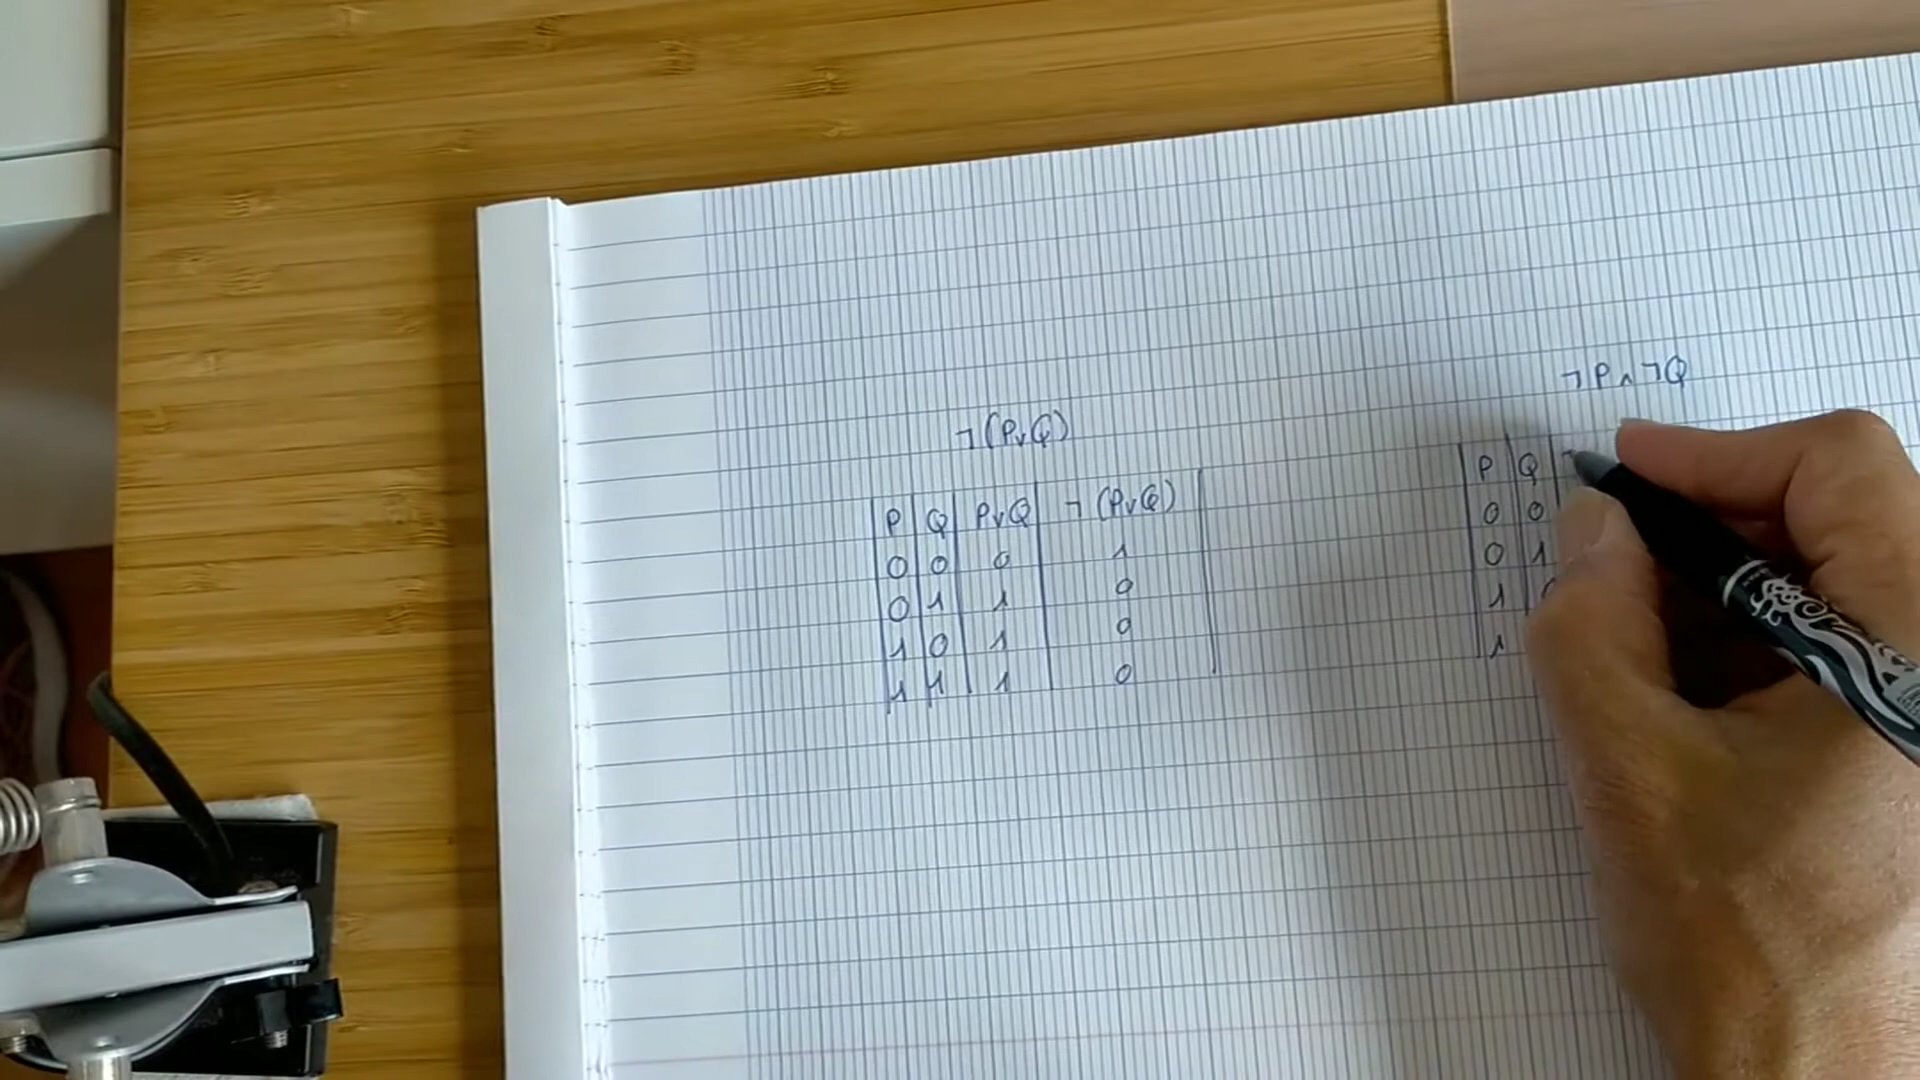 ¬(P∨Q)
P Q P∨Q ¬(P∨Q)
0 0 0 1
0 1 1 0
1 0 1 0
1 1 1 0
¬P∧¬Q
P Q ¬
0 0
0 1
1 0
1